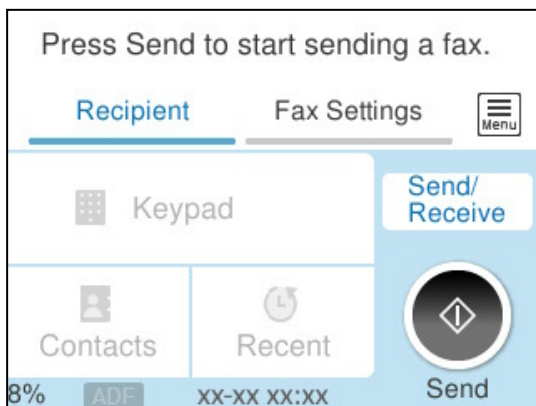 Press Send to start sending a fax.
Recipient Fax Settings Menu
Keypad
Send/
Receive
Contacts Recent
8% ADF xx-xx xx:xx Send